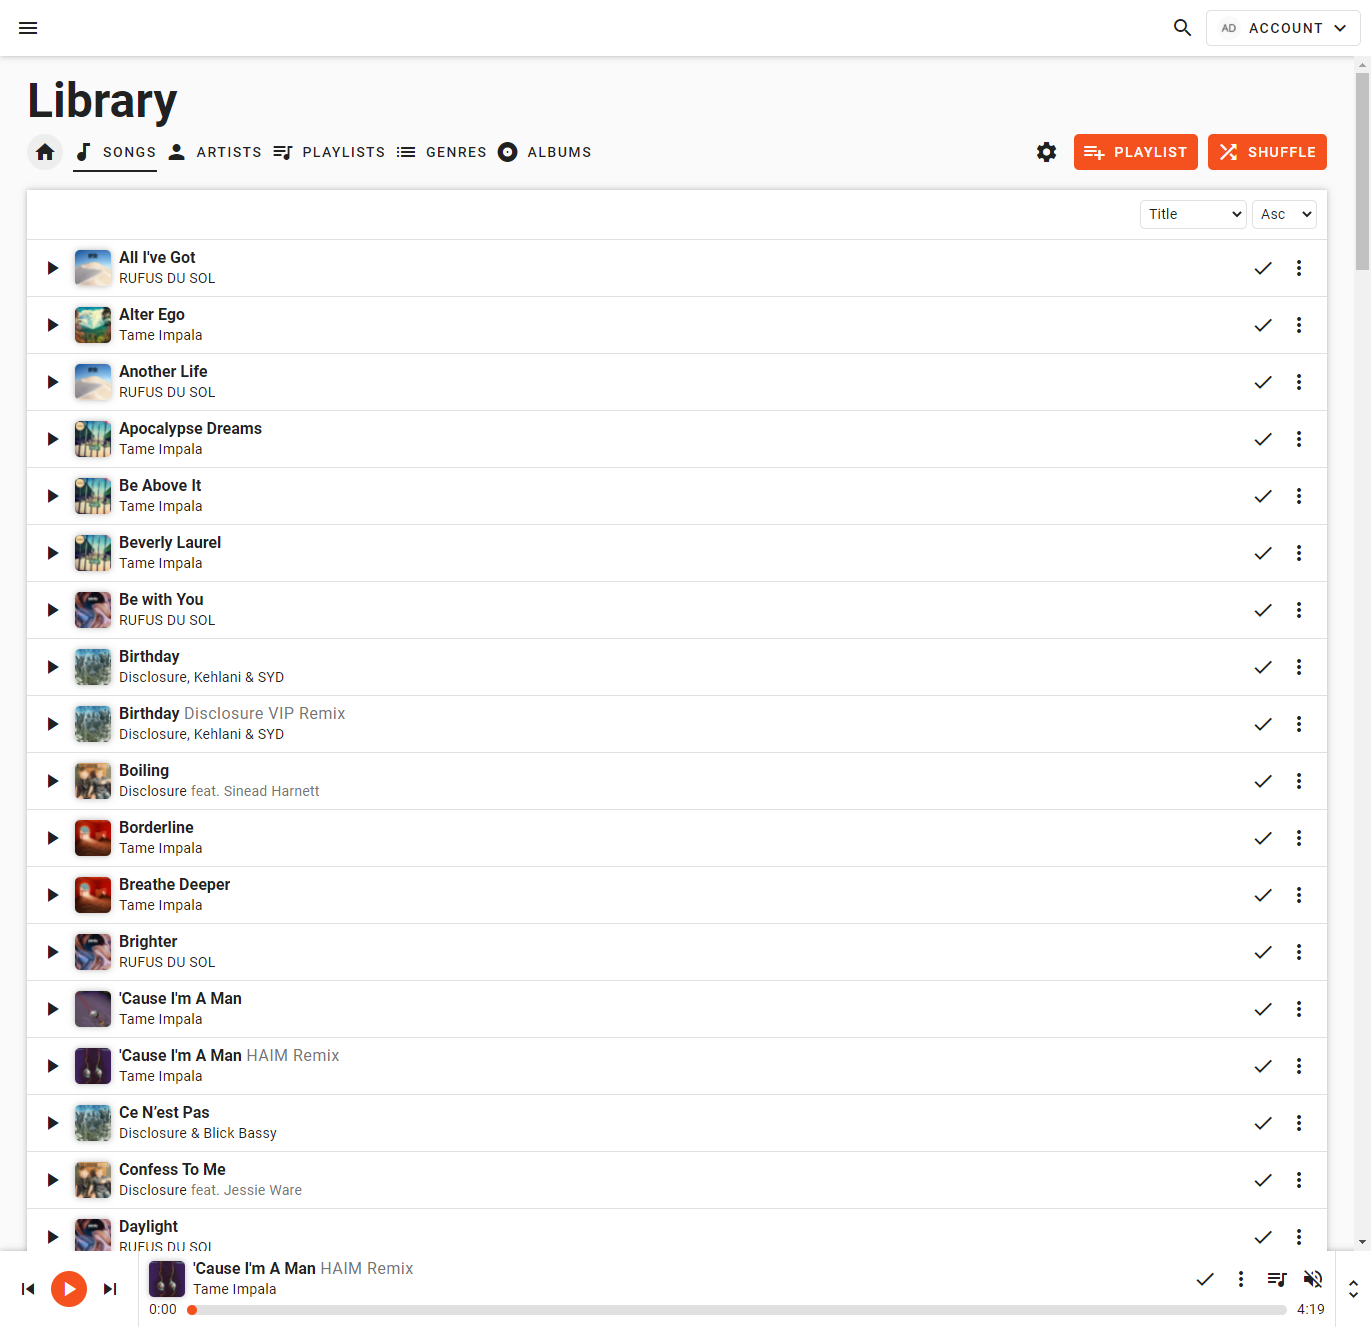 AD ACCOUNT
Library
SONGS ARTISTS PLAYLISTS GENRES ALBUMS PLAYLIST SHUFFLE
Title Asc
All I've Got
RUFUS DU SOL
Alter Ego
Tame Impala
Another Life
RUFUS DU SOL
Apocalypse Dreams
Tame Impala
Be Above It
Tame Impala
Beverly Laurel
Tame Impala
Be with You
RUFUS DU SOL
Birthday
Disclosure, Kehlani & SYD
Birthday Disclosure VIP Remix
Disclosure, Kehlani & SYD
Boiling
Disclosure feat. Sinead Harnett
Borderline
Tame Impala
Breathe Deeper
Tame Impala
Brighter
RUFUS DU SOL
'Cause I'm A Man
Tame Impala
'Cause I'm A Man HAIM Remix
Tame Impala
Ce N’est Pas
Disclosure & Blick Bassy
Confess To Me
Disclosure feat. Jessie Ware
Daylight
RUFUS DU SOL
'Cause I'm A Man HAIM Remix
Tame Impala
0:00 4:19